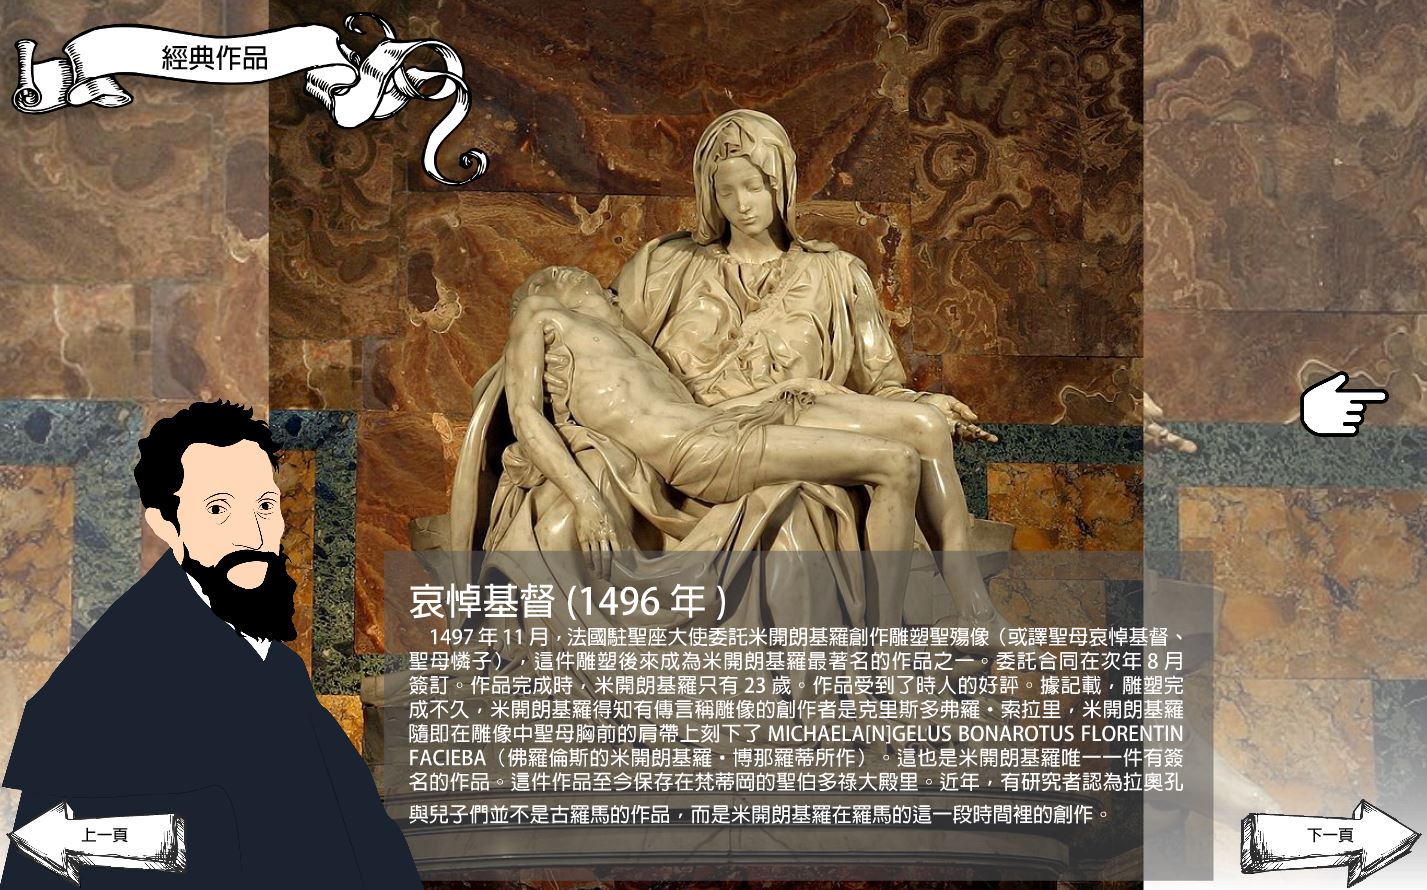 經典作品
哀悼基督 (1496 年 )
1497 年 11 月，法國駐聖座大使委託米開朗基羅創作雕塑聖殤像（或譯聖母哀悼基督、
聖母憐子），這件雕塑後來成為米開朗基羅最著名的作品之一。委託合同在次年 8 月
簽訂。作品完成時，米開朗基羅只有 23 歲。作品受到了時人的好評。據記載，雕塑完
成不久，米開朗基羅得知有傳言稱雕像的創作者是克里斯多弗羅・索拉里，米開朗基羅
隨即在雕像中聖母胸前的肩帶上刻下了 MICHAELA[N]GELUS BONAROTUS FLORENTIN
FACIEBA（佛羅倫斯的米開朗基羅・博那羅蒂所作）。這也是米開朗基羅唯一一件有簽
名的作品。這件作品至今保存在梵蒂岡的聖伯多祿大殿里。近年，有研究者認為拉奧孔
與兒子們並不是古羅馬的作品，而是米開朗基羅在羅馬的這一段時間裡的創作。
上一頁
下一頁